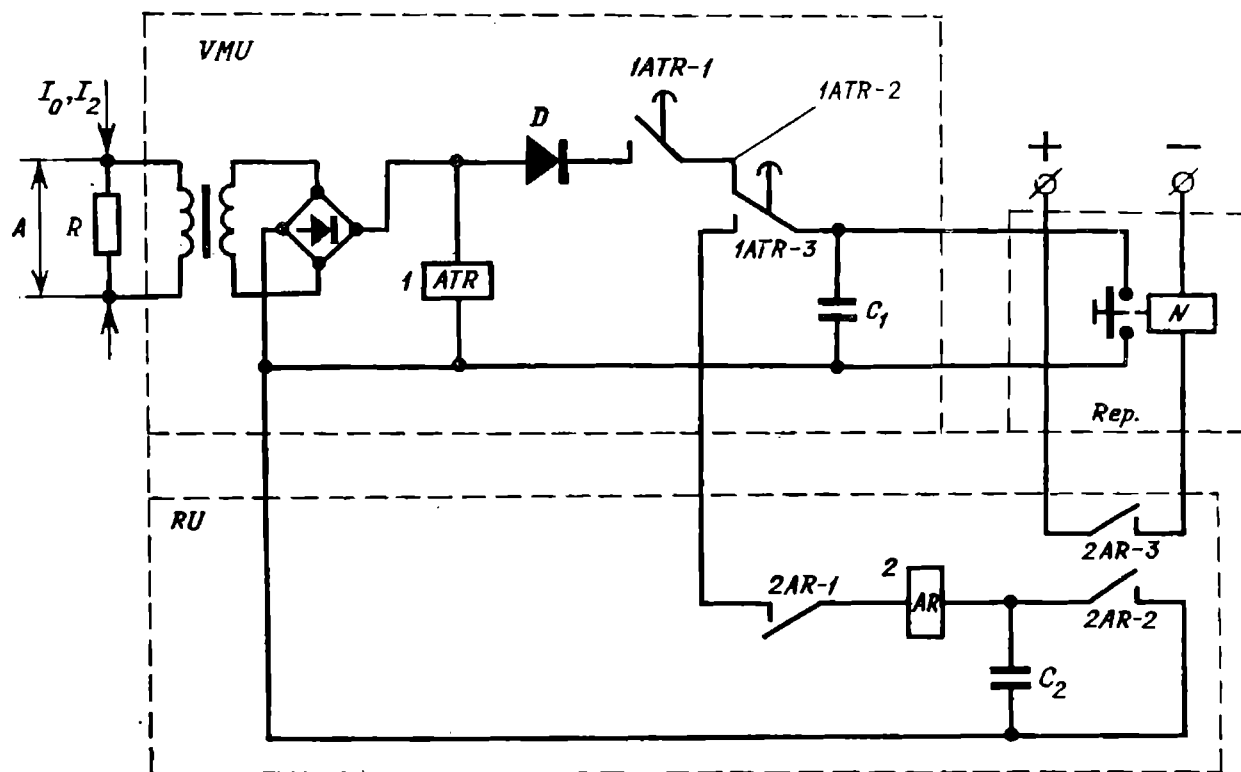 VMU
I₀, I₂
1ATR-1
1ATR-2
D
+
−
A
R
1ATR-3
1
ATR
C₁
N
Rep.
RU
2AR-3
2AR-1
2
AR
2AR-2
C₂